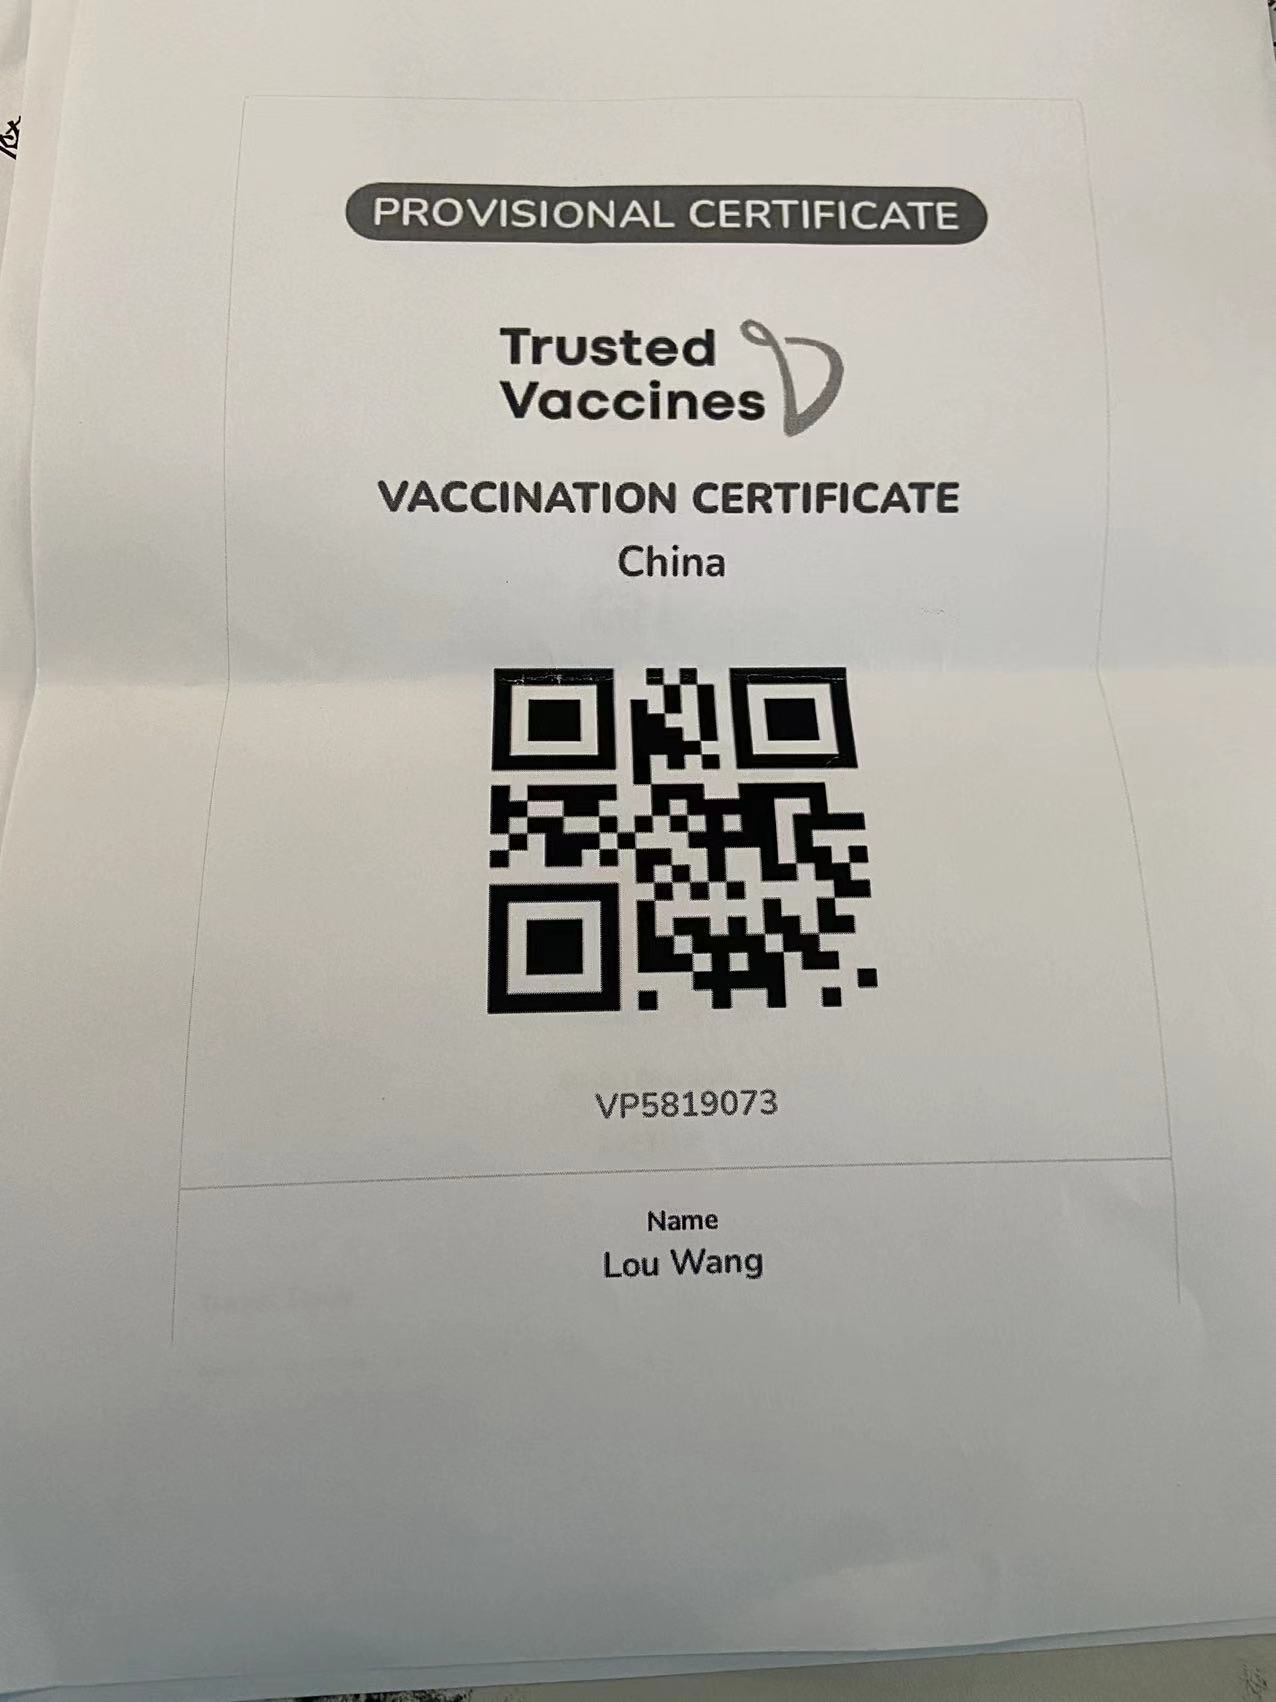 PROVISIONAL CERTIFICATE
Trusted
Vaccines
VACCINATION CERTIFICATE
China
VP5819073
Name
Lou Wang